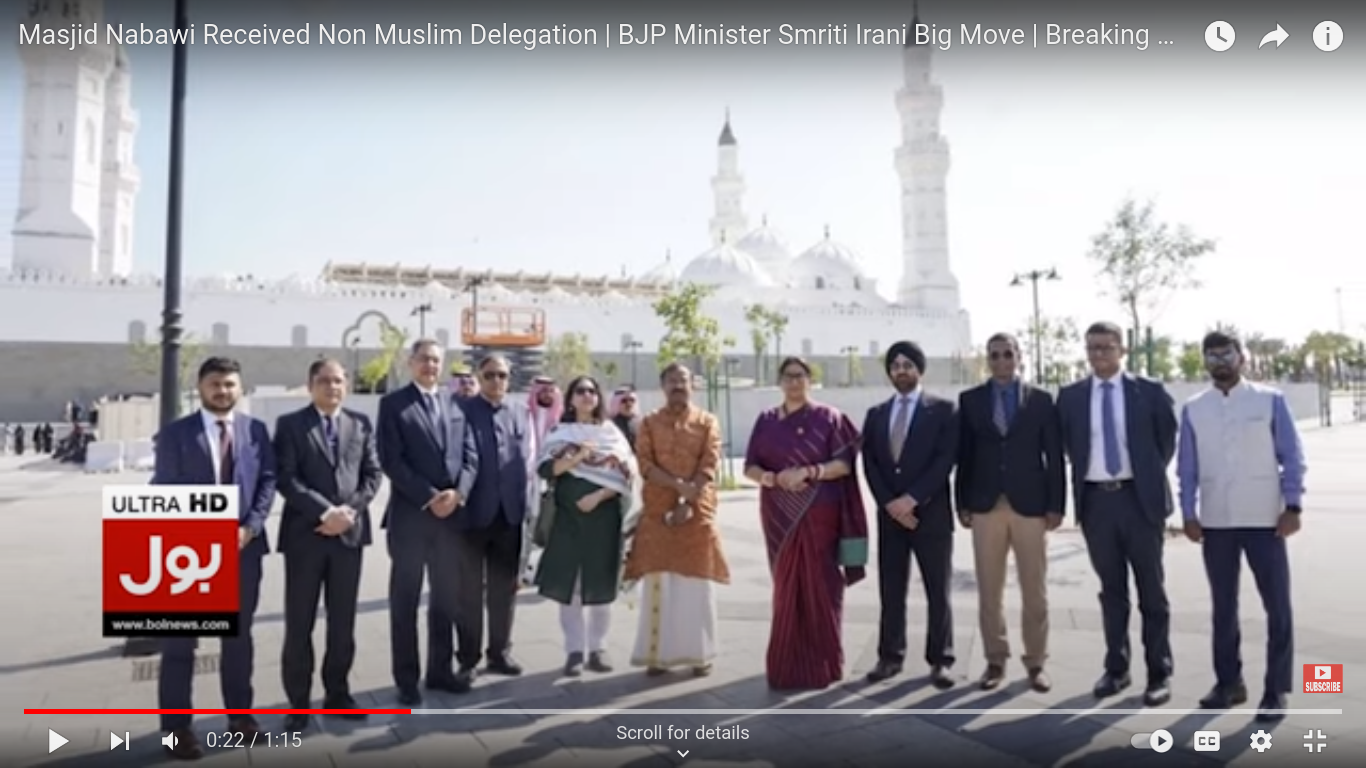 Masjid Nabawi Received Non Muslim Delegation | BJP Minister Smriti Irani Big Move | Breaking ...
ULTRA HD
بول
www.bolnews.com
SUBSCRIBE
0:22 / 1:15
Scroll for details
CC